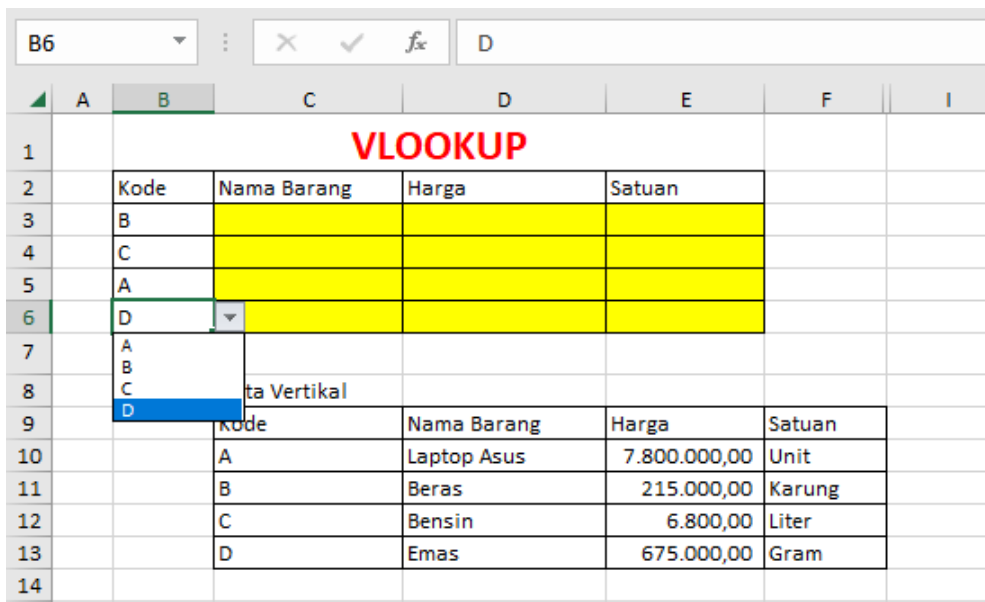 B6 fx D
A B C D E F I
1 VLOOKUP
2 Kode Nama Barang Harga Satuan
3 B
4 C
5 A
6 D
7 A
B
8 C ta Vertikal
D
9 Kode Nama Barang Harga Satuan
10 A Laptop Asus 7.800.000,00 Unit
11 B Beras 215.000,00 Karung
12 C Bensin 6.800,00 Liter
13 D Emas 675.000,00 Gram
14